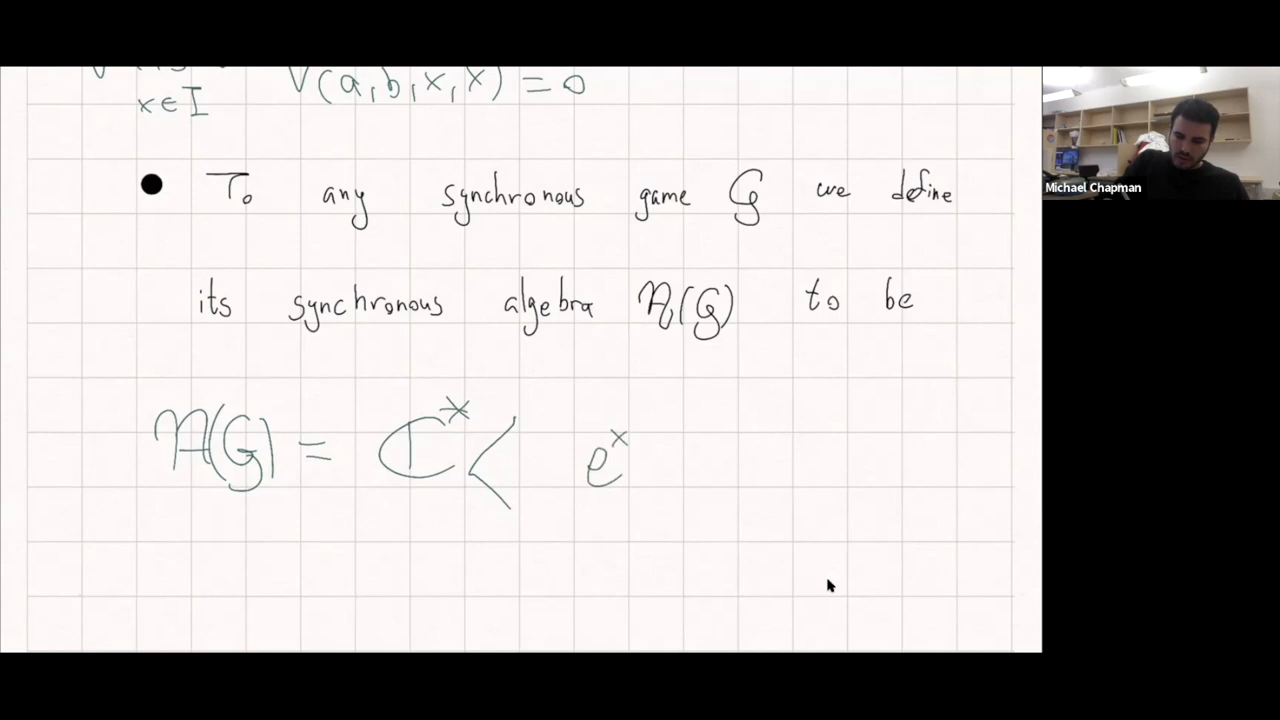 x∈I V(a,b,x,x) = 0
• To any synchronous game G we define
its synchronous algebra A(G) to be
A(G) = C*< e^x
Michael Chapman